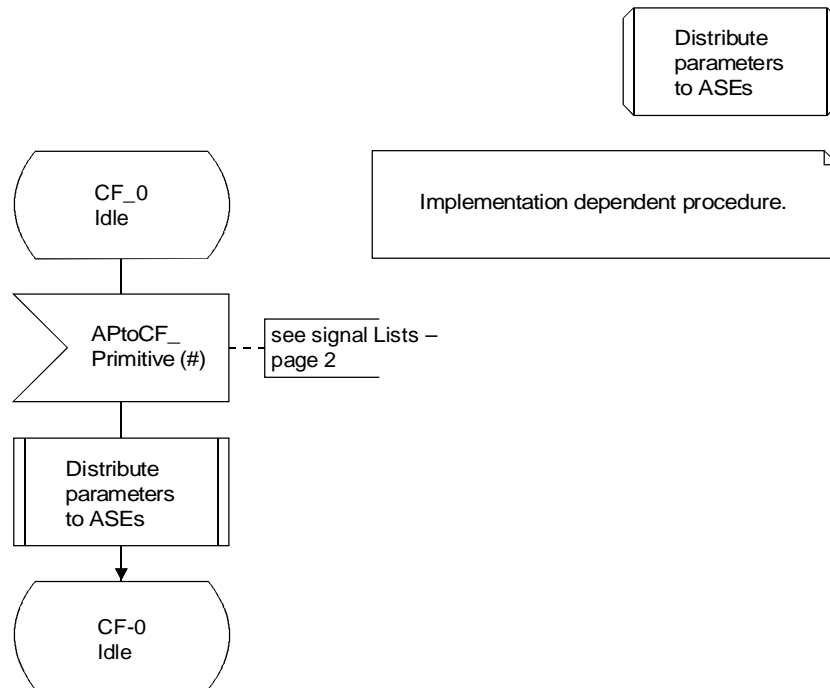 Distribute
parameters
to ASEs
CF_0
Idle
Implementation dependent procedure.
APtoCF_
Primitive (#)
see signal Lists –
page 2
Distribute
parameters
to ASEs
CF-0
Idle